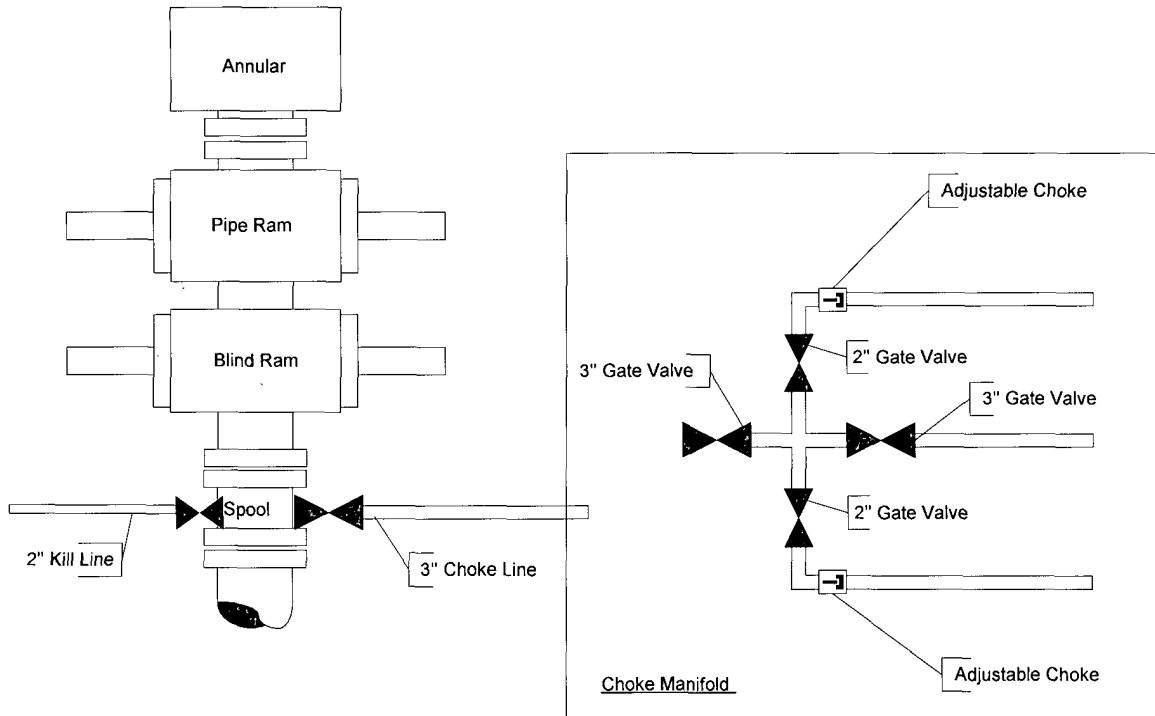 Annular
Pipe Ram
Blind Ram
Spool
2" Kill Line
3" Choke Line
Adjustable Choke
2" Gate Valve
3" Gate Valve
3" Gate Valve
2" Gate Valve
Adjustable Choke
Choke Manifold